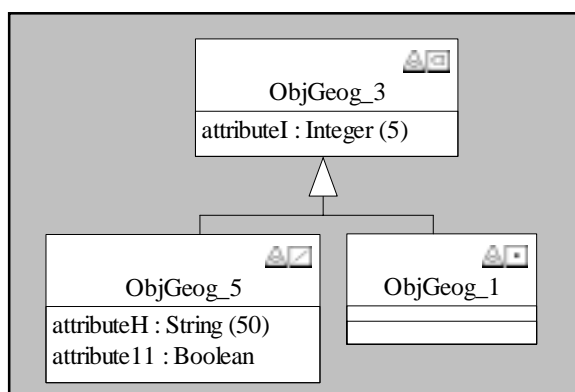 ObjGeog_3
attributeI : Integer (5)
ObjGeog_5
attributeH : String (50)
attribute11 : Boolean
ObjGeog_1